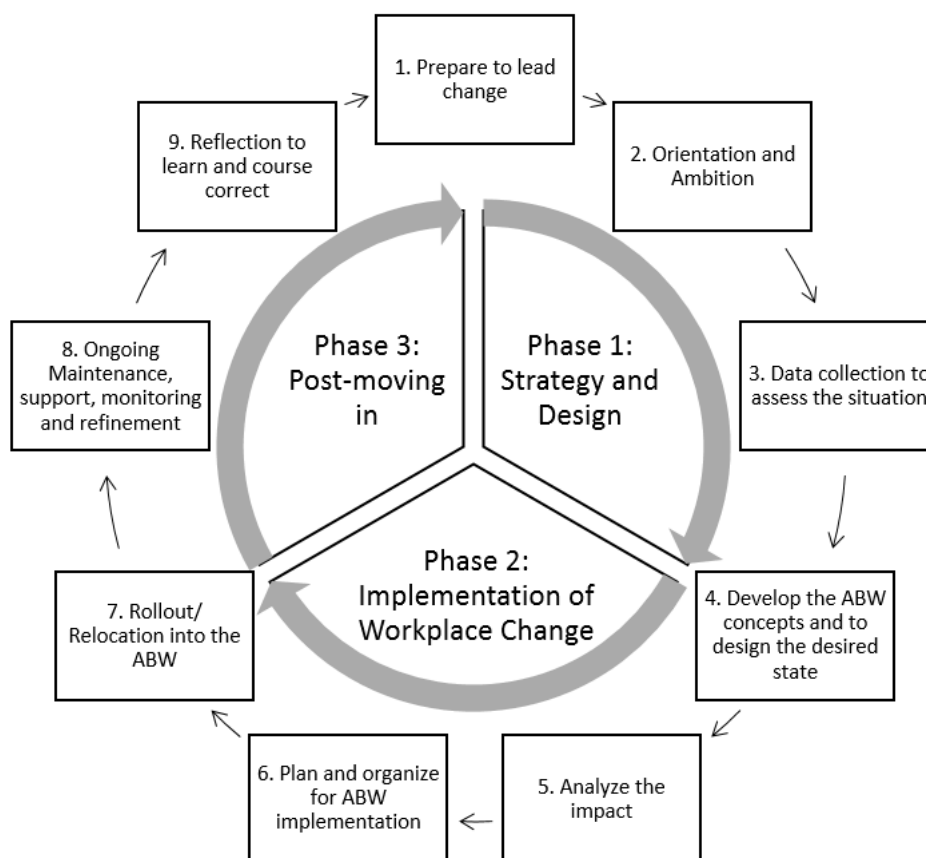 1. Prepare to lead
change
2. Orientation and
Ambition
3. Data collection to
assess the situation
4. Develop the ABW
concepts and to
design the desired
state
5. Analyze the
impact
6. Plan and organize
for ABW
implementation
7. Rollout/
Relocation into the
ABW
8. Ongoing
Maintenance,
support, monitoring
and refinement
9. Reflection to
learn and course
correct
Phase 1:
Strategy and
Design
Phase 2:
Implementation of
Workplace Change
Phase 3:
Post-moving
in